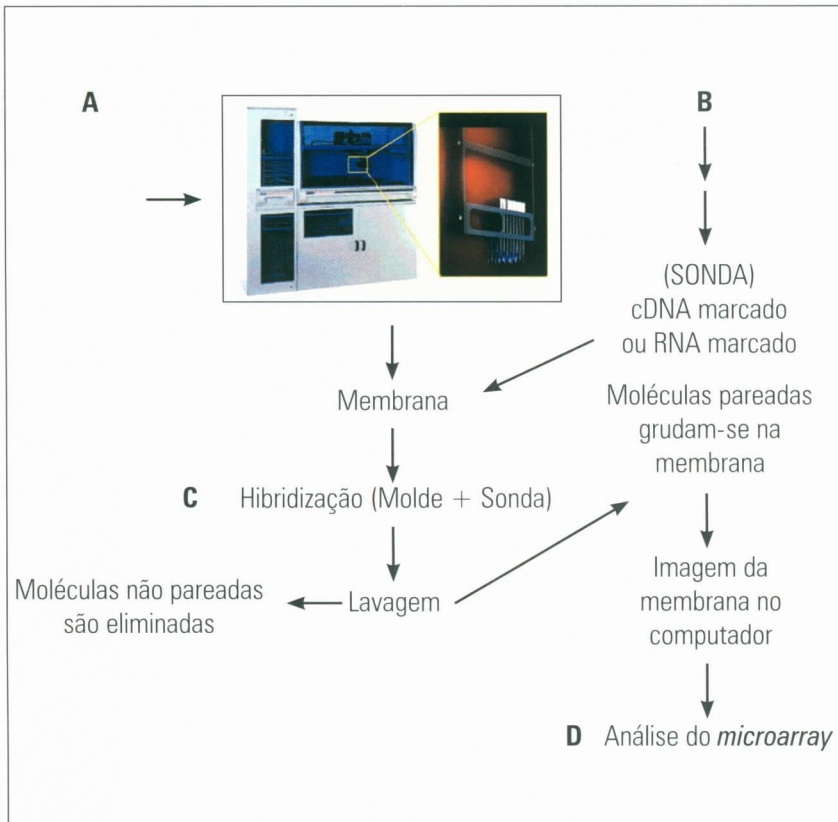 A
B
(SONDA)
cDNA marcado
ou RNA marcado
Membrana
Moléculas pareadas
grudam-se na
membrana
C Hibridização (Molde + Sonda)
Moléculas não pareadas
são eliminadas
Lavagem
Imagem da
membrana no
computador
D Análise do microarray